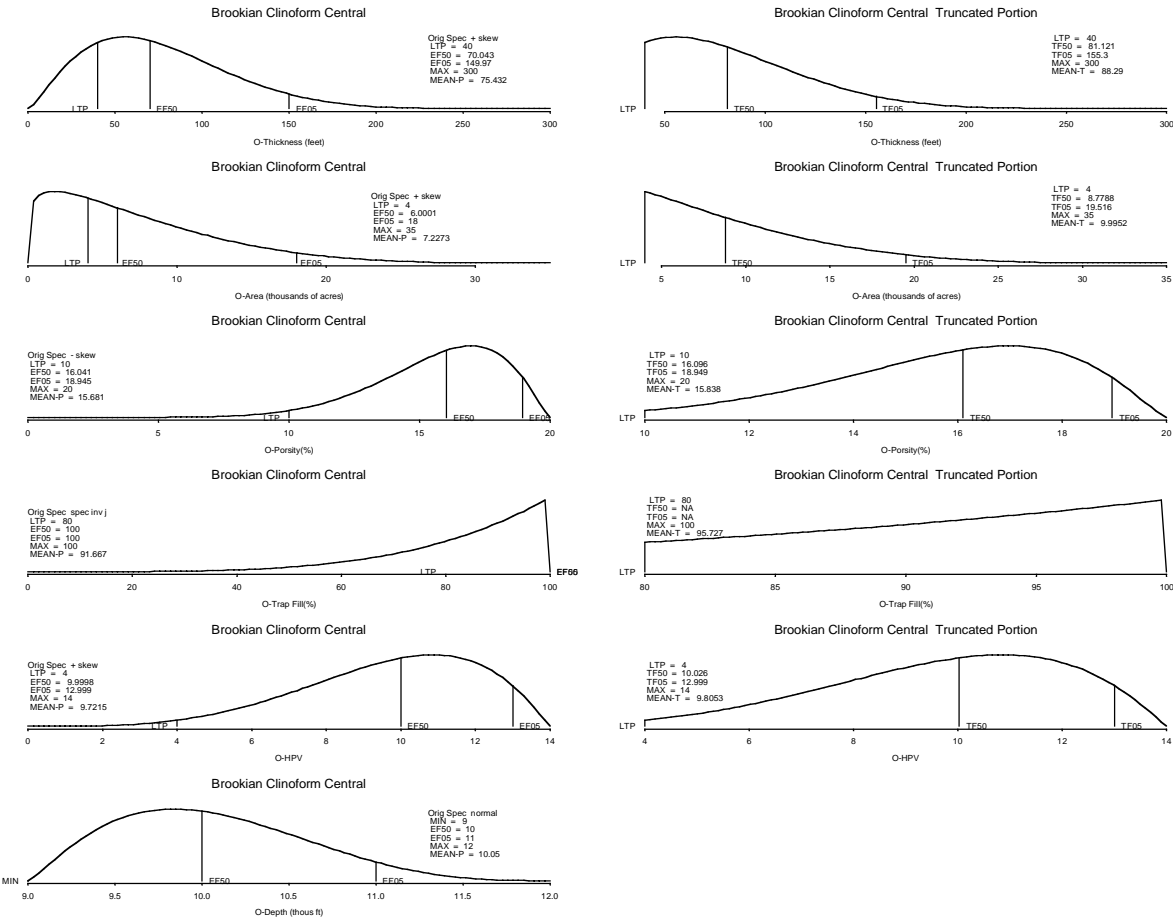 Brookian Clinoform Central
Orig Spec + skew
LTP = 40
EF50 = 70.043
EF05 = 149.97
MAX = 300
MEAN-P = 75.432
LTP
EF50
EF05
0 50 100 150 200 250 300
O-Thickness (feet)
Brookian Clinoform Central Truncated Portion
LTP = 40
TF50 = 81.121
TF05 = 155.3
MAX = 300
MEAN-T = 88.29
LTP
TF50
TF05
50 100 150 200 250 300
O-Thickness (feet)
Brookian Clinoform Central
Orig Spec + skew
LTP = 4
EF50 = 6.0001
EF05 = 18
MAX = 35
MEAN-P = 7.2273
LTP
EF50
EF05
0 10 20 30
O-Area (thousands of acres)
Brookian Clinoform Central Truncated Portion
LTP = 4
TF50 = 8.7788
TF05 = 19.516
MAX = 35
MEAN-T = 9.9952
LTP
TF50
TF05
5 10 15 20 25 30 35
O-Area (thousands of acres)
Brookian Clinoform Central
Orig Spec - skew
LTP = 10
EF50 = 16.041
EF05 = 18.945
MAX = 20
MEAN-P = 15.681
LTP
EF50
EF05
0 5 10 15 20
O-Porsity(%)
Brookian Clinoform Central Truncated Portion
LTP = 10
TF50 = 16.096
TF05 = 18.949
MAX = 20
MEAN-T = 15.838
LTP
TF50
TF05
10 12 14 16 18 20
O-Porsity(%)
Brookian Clinoform Central
Orig Spec spec inv j
LTP = 80
EF50 = 100
EF05 = 100
MAX = 100
MEAN-P = 91.667
LTP
0 20 40 60 80 100
O-Trap Fill(%)
Brookian Clinoform Central Truncated Portion
LTP = 80
TF50 = NA
TF05 = NA
MAX = 100
MEAN-T = 95.727
LTP
80 85 90 95 100
O-Trap Fill(%)
Brookian Clinoform Central
Orig Spec + skew
LTP = 4
EF50 = 9.9998
EF05 = 12.999
MAX = 14
MEAN-P = 9.7215
LTP
EF50
EF05
0 2 4 6 8 10 12 14
O-HPV
Brookian Clinoform Central Truncated Portion
LTP = 4
TF50 = 10.026
TF05 = 12.999
MAX = 14
MEAN-T = 9.8053
LTP
TF50
TF05
4 6 8 10 12 14
O-HPV
Brookian Clinoform Central
Orig Spec normal
MIN = 9
EF50 = 10
EF05 = 11
MAX = 12
MEAN-P = 10.05
MIN
EF50
EF05
9.0 9.5 10.0 10.5 11.0 11.5 12.0
O-Depth (thous ft)